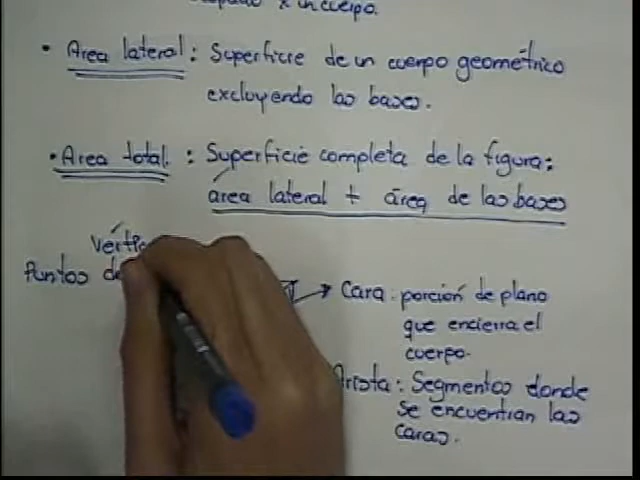 x un cuerpo.
• Area lateral: Superficie de un cuerpo geométrico
excluyendo las bases.
• Area total: Superficie completa de la figura:
área lateral + área de las bases
Puntos
Cara: porción de plano
que encierra el
cuerpo.
Arista: Segmentos donde
se encuentran las
caras.